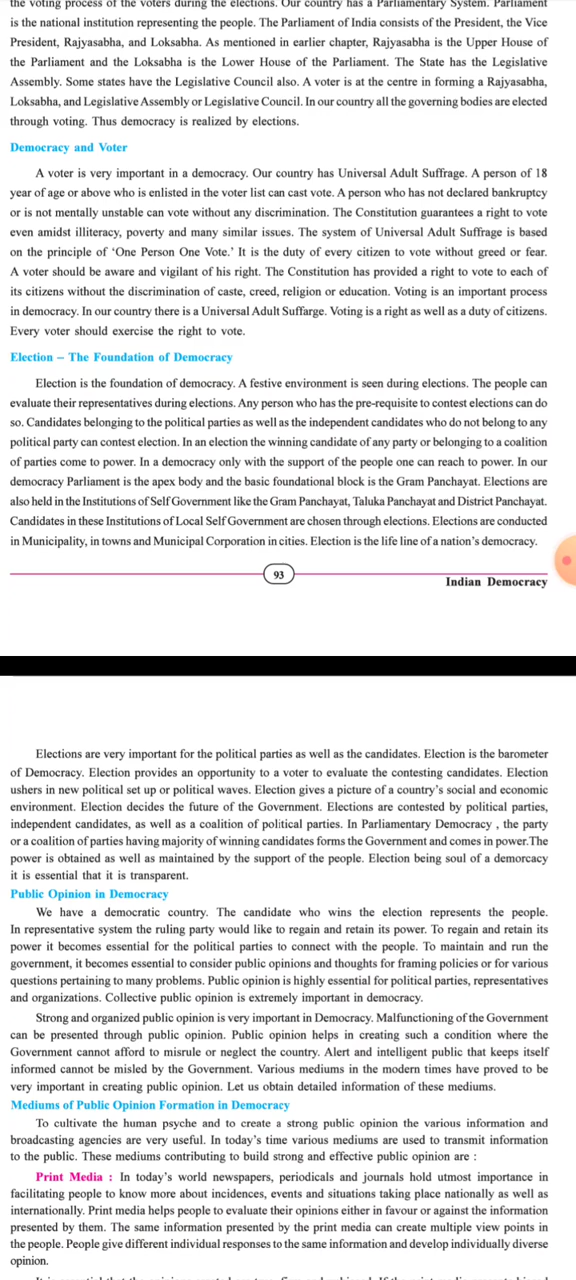 the voting process of the voters during the elections. Our country has a Parliamentary System. Parliament
is the national institution representing the people. The Parliament of India consists of the President, the Vice
President, Rajyasabha, and Loksabha. As mentioned in earlier chapter, Rajyasabha is the Upper House of
the Parliament and the Loksabha is the Lower House of the Parliament. The State has the Legislative
Assembly. Some states have the Legislative Council also. A voter is at the centre in forming a Rajyasabha,
Loksabha, and Legislative Assembly or Legislative Council. In our country all the governing bodies are elected
through voting. Thus democracy is realized by elections.
Democracy and Voter
A voter is very important in a democracy. Our country has Universal Adult Suffrage. A person of 18
year of age or above who is enlisted in the voter list can cast vote. A person who has not declared bankruptcy
or is not mentally unstable can vote without any discrimination. The Constitution guarantees a right to vote
even amidst illiteracy, poverty and many similar issues. The system of Universal Adult Suffrage is based
on the principle of ‘One Person One Vote.’ It is the duty of every citizen to vote without greed or fear.
A voter should be aware and vigilant of his right. The Constitution has provided a right to vote to each of
its citizens without the discrimination of caste, creed, religion or education. Voting is an important process
in democracy. In our country there is a Universal Adult Suffarge. Voting is a right as well as a duty of citizens.
Every voter should exercise the right to vote.
Election – The Foundation of Democracy
Election is the foundation of democracy. A festive environment is seen during elections. The people can
evaluate their representatives during elections. Any person who has the pre-requisite to contest elections can do
so. Candidates belonging to the political parties as well as the independent candidates who do not belong to any
political party can contest election. In an election the winning candidate of any party or belonging to a coalition
of parties come to power. In a democracy only with the support of the people one can reach to power. In our
democracy Parliament is the apex body and the basic foundational block is the Gram Panchayat. Elections are
also held in the Institutions of Self Government like the Gram Panchayat, Taluka Panchayat and District Panchayat.
Candidates in these Institutions of Local Self Government are chosen through elections. Elections are conducted
in Municipality, in towns and Municipal Corporation in cities. Election is the life line of a nation’s democracy.
93
Indian Democracy
Elections are very important for the political parties as well as the candidates. Election is the barometer
of Democracy. Election provides an opportunity to a voter to evaluate the contesting candidates. Election
ushers in new political set up or political waves. Election gives a picture of a country’s social and economic
environment. Election decides the future of the Government. Elections are contested by political parties,
independent candidates, as well as a coalition of political parties. In Parliamentary Democracy , the party
or a coalition of parties having majority of winning candidates forms the Government and comes in power.The
power is obtained as well as maintained by the support of the people. Election being soul of a demorcacy
it is essential that it is transparent.
Public Opinion in Democracy
We have a democratic country. The candidate who wins the election represents the people.
In representative system the ruling party would like to regain and retain its power. To regain and retain its
power it becomes essential for the political parties to connect with the people. To maintain and run the
government, it becomes essential to consider public opinions and thoughts for framing policies or for various
questions pertaining to many problems. Public opinion is highly essential for political parties, representatives
and organizations. Collective public opinion is extremely important in democracy.
Strong and organized public opinion is very important in Democracy. Malfunctioning of the Government
can be presented through public opinion. Public opinion helps in creating such a condition where the
Government cannot afford to misrule or neglect the country. Alert and intelligent public that keeps itself
informed cannot be misled by the Government. Various mediums in the modern times have proved to be
very important in creating public opinion. Let us obtain detailed information of these mediums.
Mediums of Public Opinion Formation in Democracy
To cultivate the human psyche and to create a strong public opinion the various information and
broadcasting agencies are very useful. In today’s time various mediums are used to transmit information
to the public. These mediums contributing to build strong and effective public opinion are :
Print Media : In today’s world newspapers, periodicals and journals hold utmost importance in
facilitating people to know more about incidences, events and situations taking place nationally as well as
internationally. Print media helps people to evaluate their opinions either in favour or against the information
presented by them. The same information presented by the print media can create multiple view points in
the people. People give different individual responses to the same information and develop individually diverse
opinion.